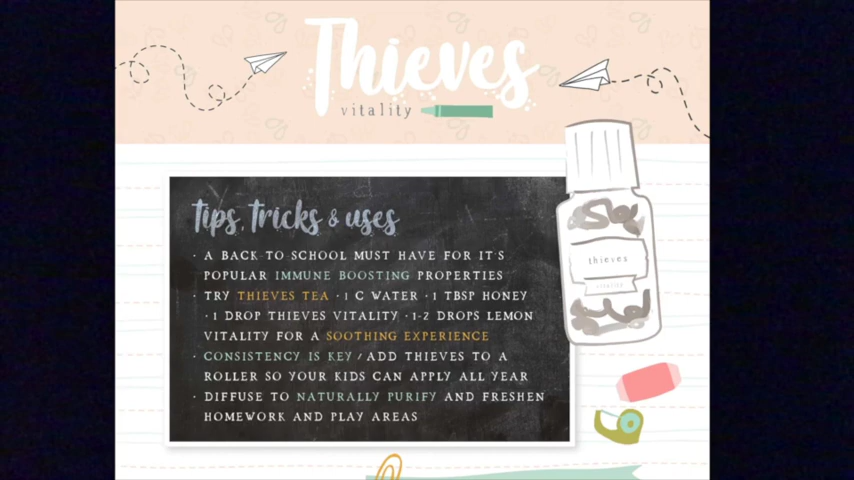 Thieves
vitality
tips, tricks & uses
· A BACK TO SCHOOL MUST HAVE FOR IT'S
POPULAR IMMUNE BOOSTING PROPERTIES
· TRY THIEVES TEA · 1 C WATER · 1 TBSP HONEY
· 1 DROP THIEVES VITALITY · 1-2 DROPS LEMON
VITALITY FOR A SOOTHING EXPERIENCE
· CONSISTENCY IS KEY / ADD THIEVES TO A
ROLLER SO YOUR KIDS CAN APPLY ALL YEAR
· DIFFUSE TO NATURALLY PURIFY AND FRESHEN
HOMEWORK AND PLAY AREAS
thieves
vitality